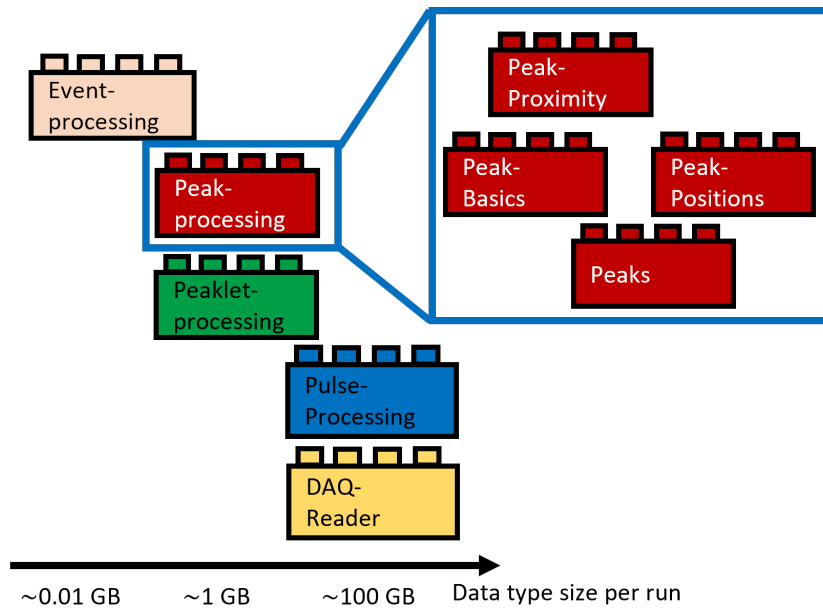 Event-
processing
Peak-
processing
Peaklet-
processing
Pulse-
Processing
DAQ-
Reader
Peak-
Proximity
Peak-
Basics
Peak-
Positions
Peaks
~0.01 GB
~1 GB
~100 GB
Data type size per run